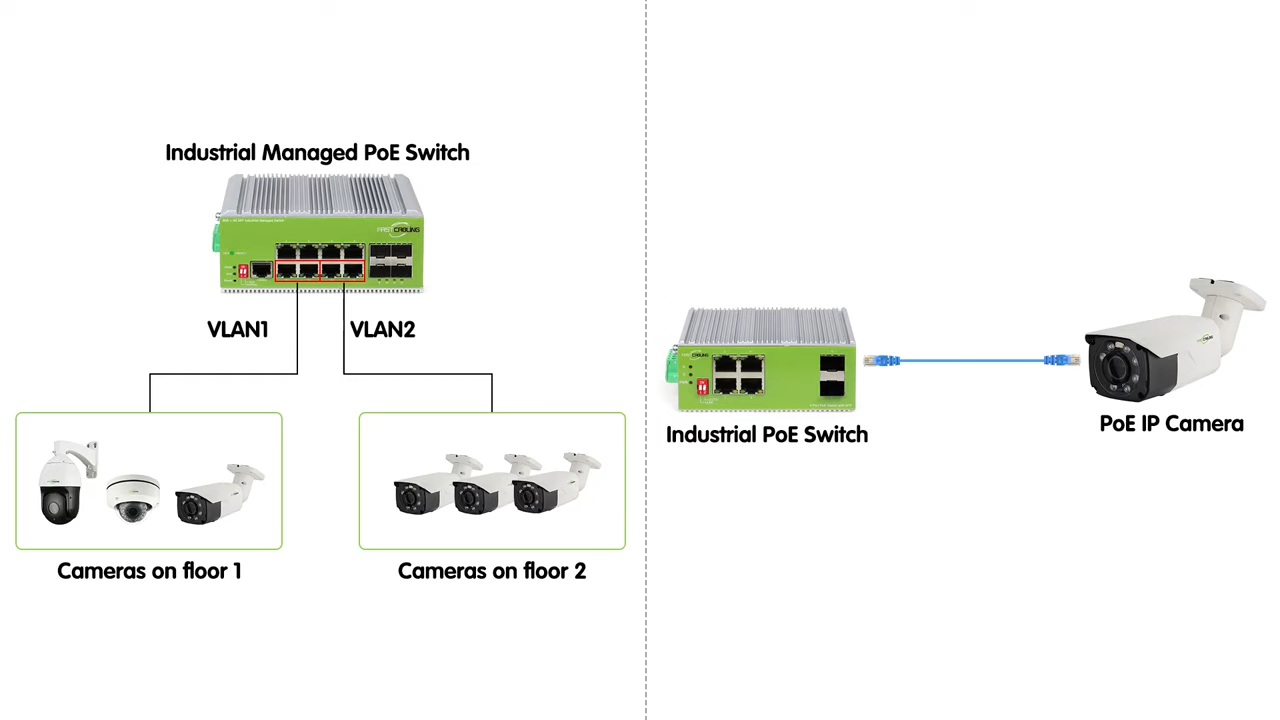 Industrial Managed PoE Switch
FASTCABLING
VLAN1
VLAN2
Cameras on floor 1
Cameras on floor 2
Industrial PoE Switch
PoE IP Camera